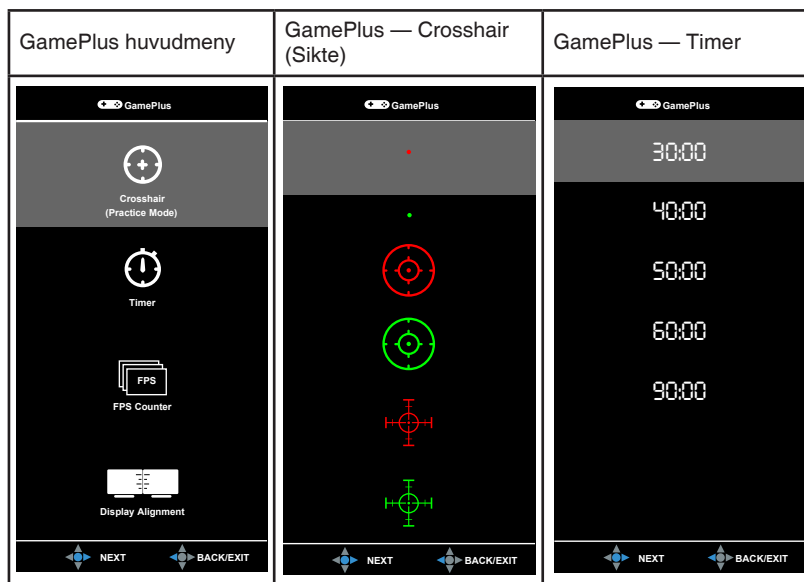 GamePlus huvudmeny
GamePlus — Crosshair
(Sikte)
GamePlus — Timer
GamePlus
Crosshair
(Practice Mode)
Timer
FPS
FPS Counter
Display Alignment
NEXT BACK/EXIT
GamePlus
NEXT BACK/EXIT
GamePlus
30:00
40:00
50:00
60:00
90:00
NEXT BACK/EXIT